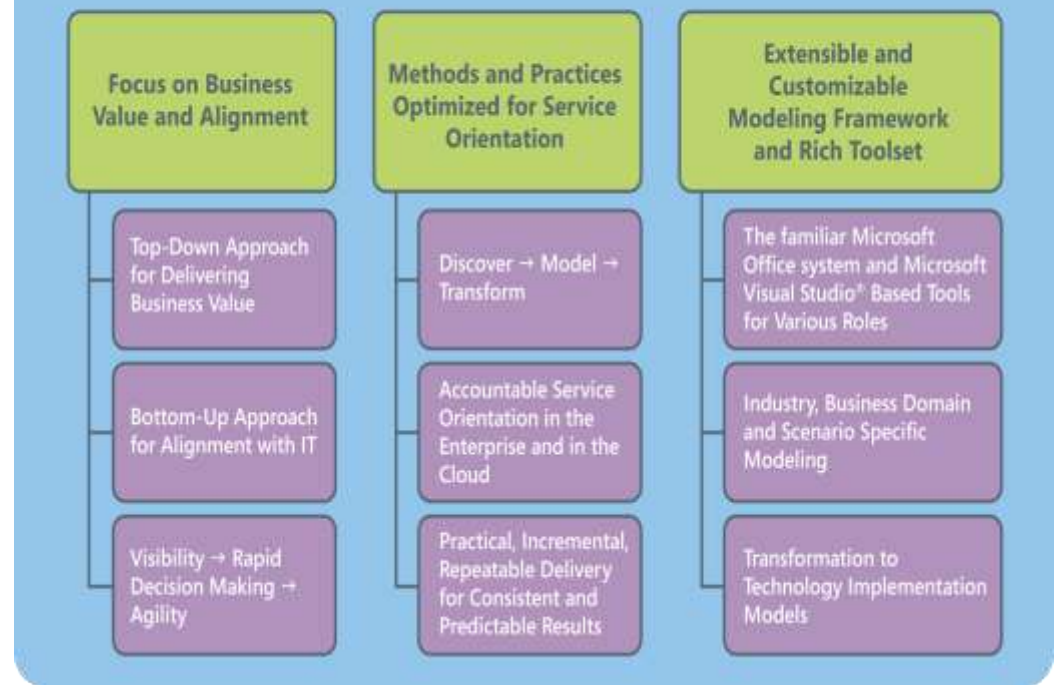 Focus on Business
Value and Alignment
Top-Down Approach
for Delivering
Business Value
Bottom-Up Approach
for Alignment with IT
Visibility → Rapid
Decision Making →
Agility
Methods and Practices
Optimized for Service
Orientation
Discover → Model →
Transform
Accountable Service
Orientation in the
Enterprise and in the
Cloud
Practical, Incremental,
Repeatable Delivery
for Consistent and
Predictable Results
Extensible and
Customizable
Modeling Framework
and Rich Toolset
The familiar Microsoft
Office system and Microsoft
Visual Studio® Based Tools
for Various Roles
Industry, Business Domain
and Scenario Specific
Modeling
Transformation to
Technology Implementation
Models